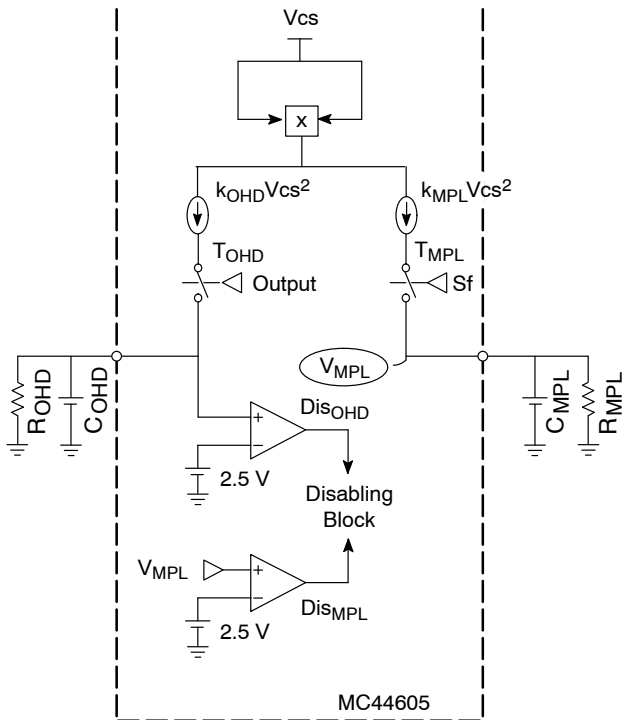 Vcs
x
kOHDVcs²
kMPLVcs²
TOHD
TMPL
Output
Sf
VMPL
ROHD
COHD
CMPL
RMPL
DisOHD
+
−
2.5 V
Disabling
Block
VMPL
+
−
DisMPL
2.5 V
MC44605